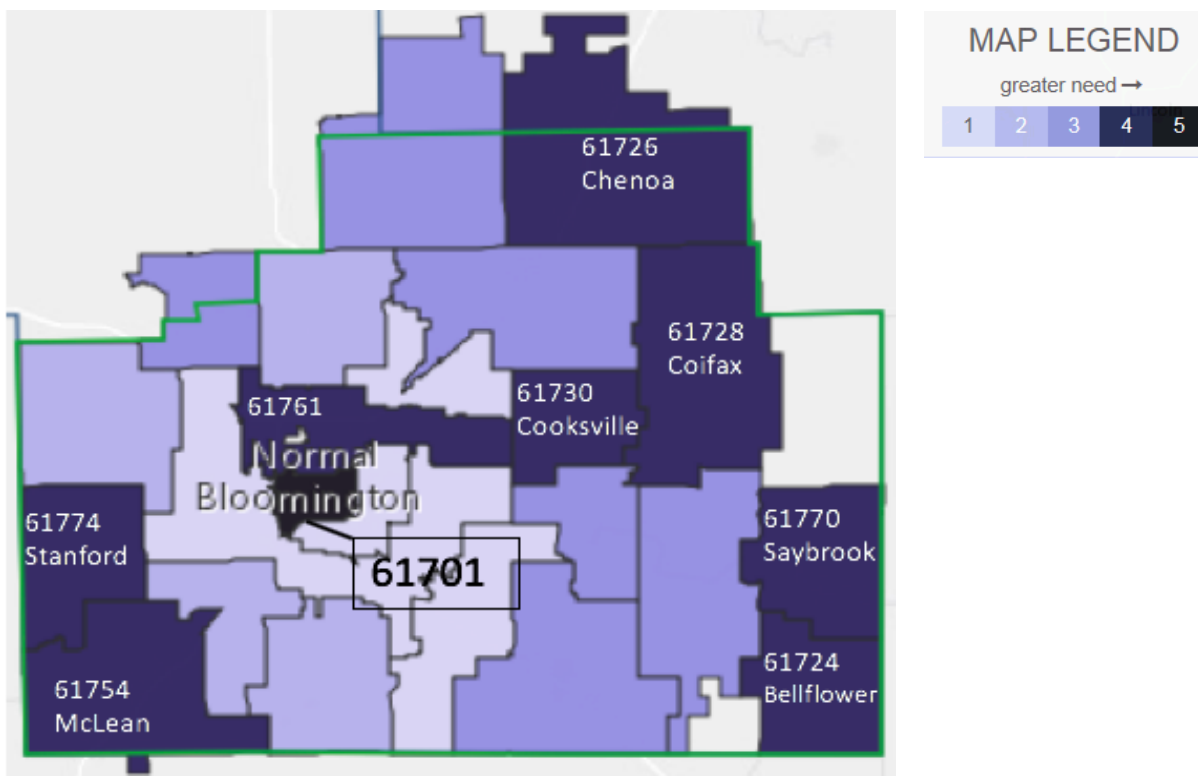 MAP LEGEND
greater need →
1 2 3 4 5
61726
Chenoa
61728
Coifax
61730
Cooksville
61761
Normal
Bloomington
61774
Stanford
61701
61770
Saybrook
61724
Bellflower
61754
McLean